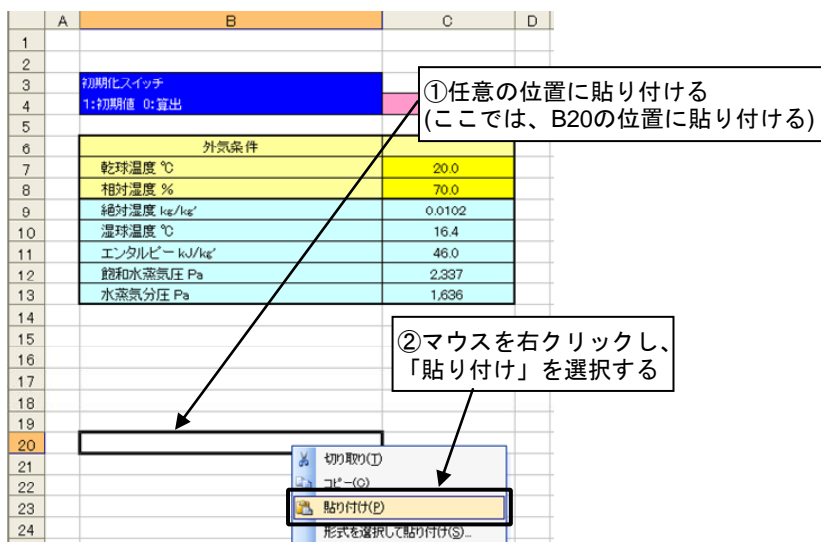 A B C D
1
2
3 初期化スイッチ
4 1:初期値 0:算出
①任意の位置に貼り付ける
(ここでは、B20の位置に貼り付ける)
5
6 外気条件
7 乾球温度 ℃ 20.0
8 相対湿度 % 70.0
9 絶対湿度 kg/kg' 0.0102
10 湿球温度 ℃ 16.4
11 エンタルピー kJ/kg' 46.0
12 飽和水蒸気圧 Pa 2,337
13 水蒸気分圧 Pa 1,636
14
15
②マウスを右クリックし、
「貼り付け」を選択する
16
17
18
19
20
21 切り取り(T)
22 コピー(C)
23 貼り付け(P)
24 形式を選択して貼り付け(S)...